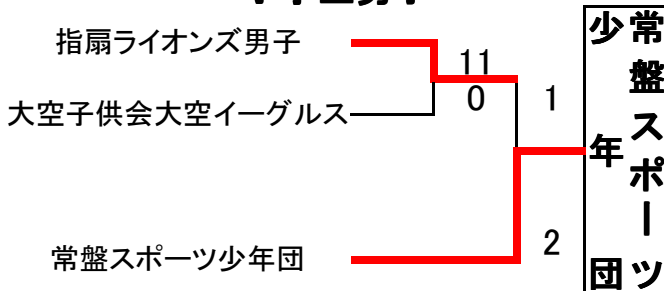 指扇ライオンズ男子
11
0
大空子供会大空イーグルス
1
2
常盤スポーツ少年団
常盤スポーツ
少年団